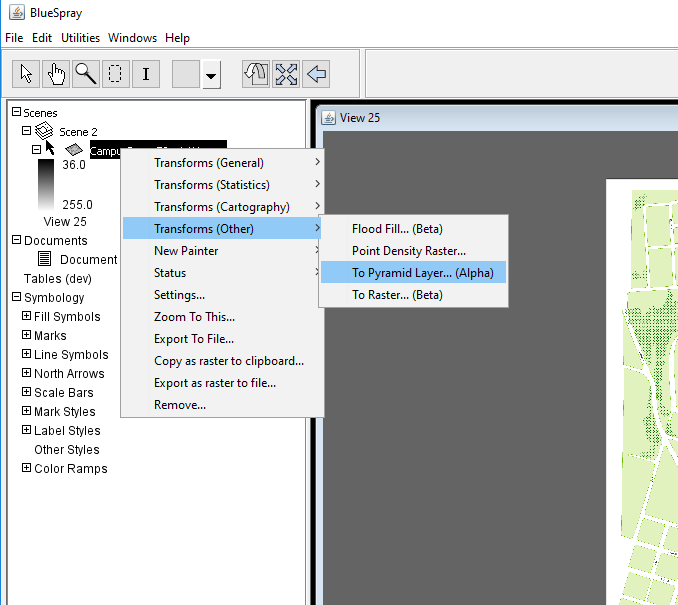 BlueSpray
File Edit Utilities Windows Help
I
Scenes
Scene 2
36.0
255.0
View 25
Documents
Document
Tables (dev)
Symbology
Fill Symbols
Marks
Line Symbols
North Arrows
Scale Bars
Mark Styles
Label Styles
Other Styles
Color Ramps
Transforms (General)
Transforms (Statistics)
Transforms (Cartography)
Transforms (Other)
New Painter
Status
Settings...
Zoom To This...
Export To File...
Copy as raster to clipboard...
Export as raster to file...
Remove...
Flood Fill... (Beta)
Point Density Raster...
To Pyramid Layer... (Alpha)
To Raster... (Beta)
View 25